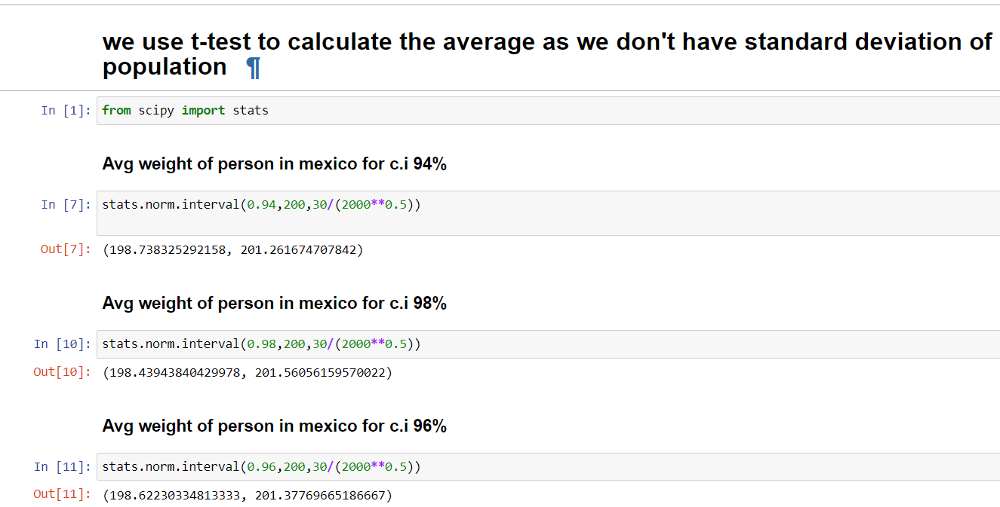 we use t-test to calculate the average as we don't have standard deviation of
population ¶
In [1]: from scipy import stats
Avg weight of person in mexico for c.i 94%
In [7]: stats.norm.interval(0.94,200,30/(2000**0.5))
Out[7]: (198.738325292158, 201.261674707842)
Avg weight of person in mexico for c.i 98%
In [10]: stats.norm.interval(0.98,200,30/(2000**0.5))
Out[10]: (198.43943840429978, 201.56056159570022)
Avg weight of person in mexico for c.i 96%
In [11]: stats.norm.interval(0.96,200,30/(2000**0.5))
Out[11]: (198.62230334813333, 201.37769665186667)